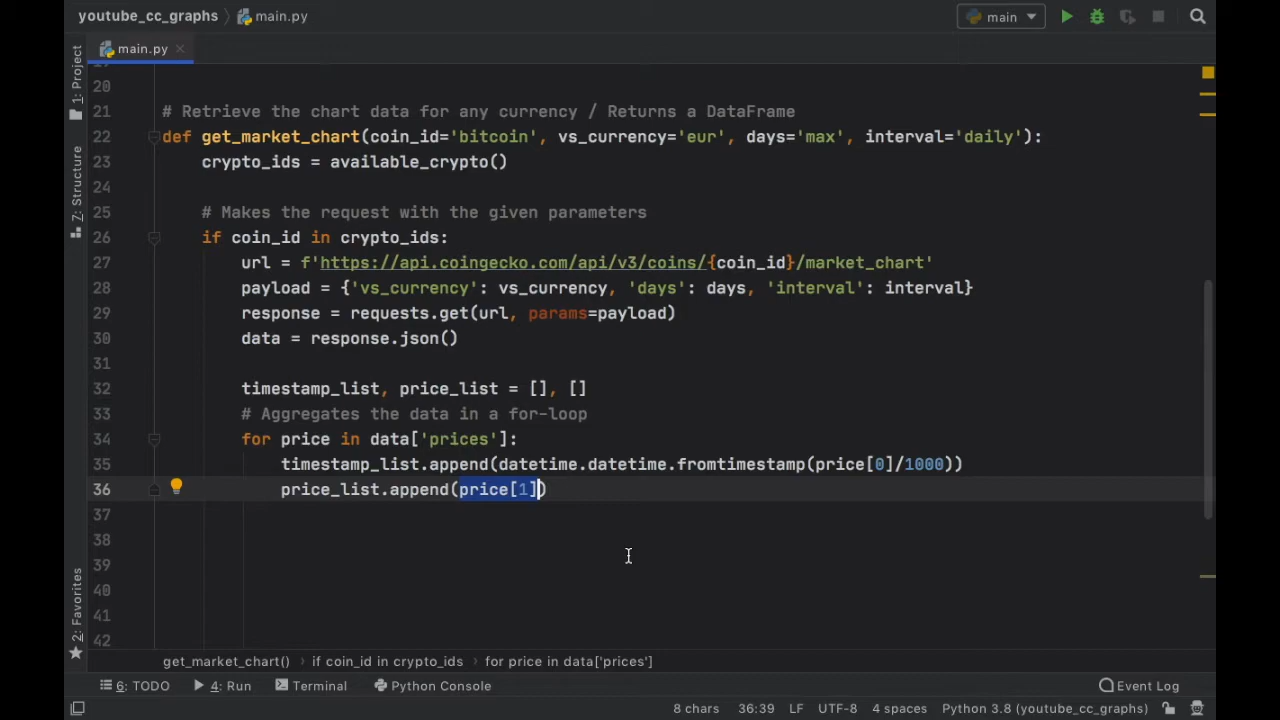 youtube_cc_graphs main.py main
1: Project
main.py
20
21 # Retrieve the chart data for any currency / Returns a DataFrame
22 def get_market_chart(coin_id='bitcoin', vs_currency='eur', days='max', interval='daily'):
23 crypto_ids = available_crypto()
24
25 # Makes the request with the given parameters
26 if coin_id in crypto_ids:
27 url = f'https://api.coingecko.com/api/v3/coins/{coin_id}/market_chart'
28 payload = {'vs_currency': vs_currency, 'days': days, 'interval': interval}
29 response = requests.get(url, params=payload)
30 data = response.json()
31
32 timestamp_list, price_list = [], []
33 # Aggregates the data in a for-loop
34 for price in data['prices']:
35 timestamp_list.append(datetime.datetime.fromtimestamp(price[0]/1000))
36 price_list.append(price[1])
37
38
39
40
41
42
7: Structure
2: Favorites
get_market_chart() if coin_id in crypto_ids for price in data['prices']
6: TODO 4: Run Terminal Python Console Event Log
8 chars 36:39 LF UTF-8 4 spaces Python 3.8 (youtube_cc_graphs)